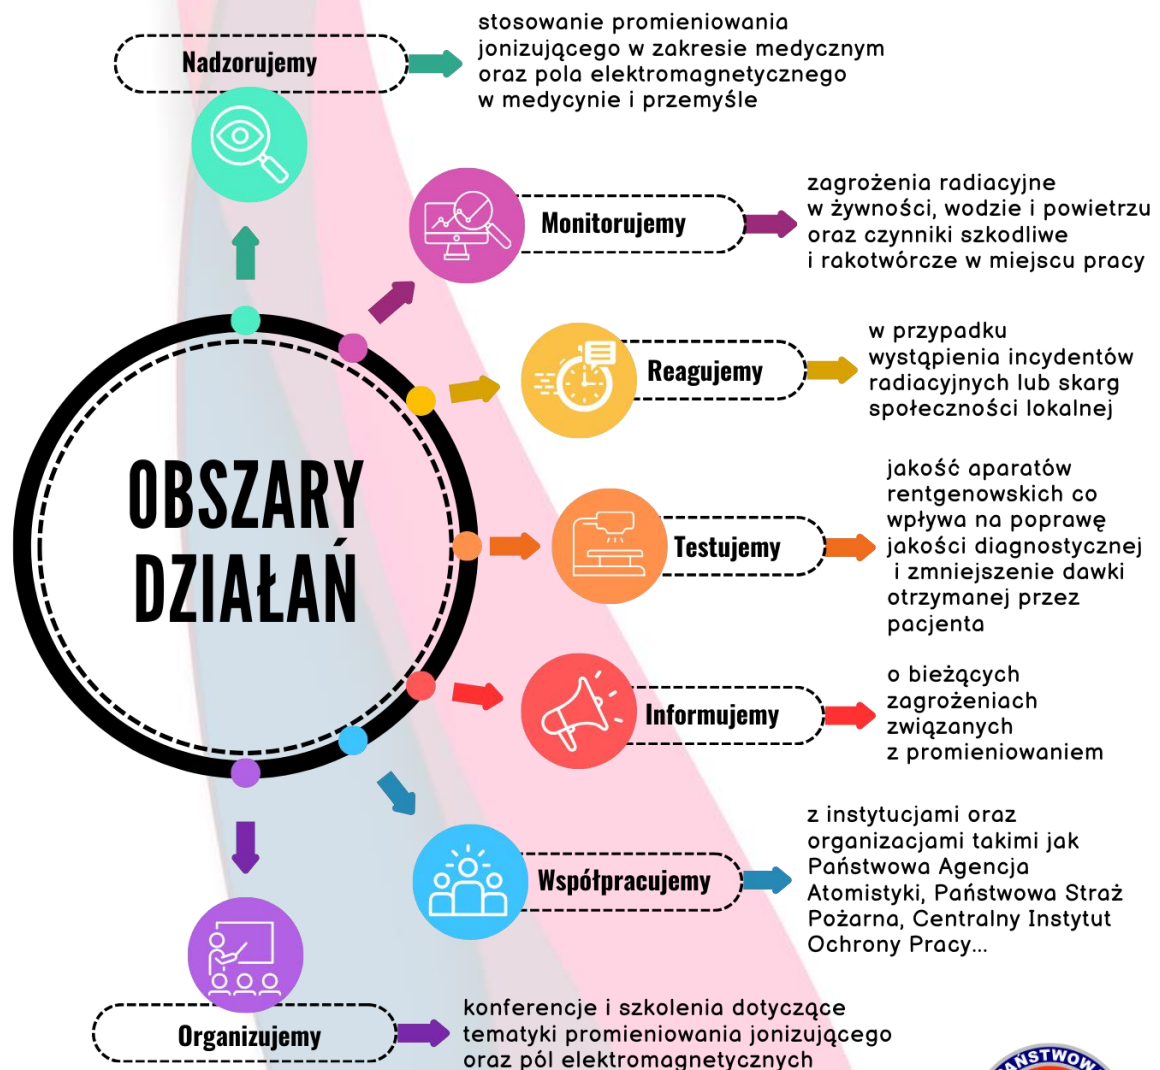 Nadzorujemy
stosowanie promieniowania
jonizującego w zakresie medycznym
oraz pola elektromagnetycznego
w medycynie i przemyśle
Monitorujemy
zagrożenia radiacyjne
w żywności, wodzie i powietrzu
oraz czynniki szkodliwe
i rakotwórcze w miejscu pracy
Reagujemy
w przypadku
wystąpienia incydentów
radiacyjnych lub skarg
społeczności lokalnej
OBSZARY
DZIAŁAŃ
Testujemy
jakość aparatów
rentgenowskich co
wpływa na poprawę
jakości diagnostycznej
i zmniejszenie dawki
otrzymanej przez
pacjenta
Informujemy
o bieżących
zagrożeniach
związanych
z promieniowaniem
Współpracujemy
z instytucjami oraz
organizacjami takimi jak
Państwowa Agencja
Atomistyki, Państwowa Straż
Pożarna, Centralny Instytut
Ochrony Pracy...
Organizujemy
konferencje i szkolenia dotyczące
tematyki promieniowania jonizującego
oraz pól elektromagnetycznych